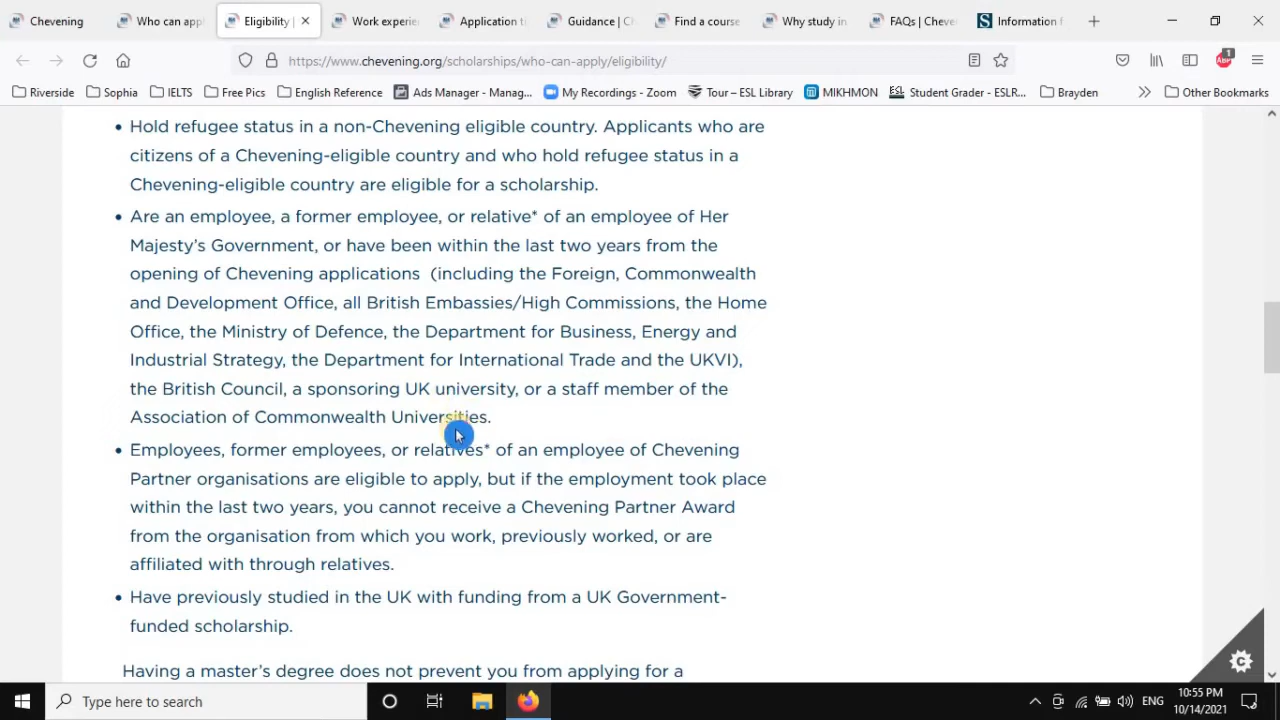 Chevening
Who can app
Eligibility |
Work experie
Application t
Guidance | C
Find a course
Why study in
FAQs | Cheve
Information f
https://www.chevening.org/scholarships/who-can-apply/eligibility/
Riverside
Sophia
IELTS
Free Pics
English Reference
Ads Manager - Manag...
My Recordings - Zoom
Tour – ESL Library
MIKHMON
ESL Student Grader - ESLR...
Brayden
Other Bookmarks
• Hold refugee status in a non-Chevening eligible country. Applicants who are
citizens of a Chevening-eligible country and who hold refugee status in a
Chevening-eligible country are eligible for a scholarship.
• Are an employee, a former employee, or relative* of an employee of Her
Majesty's Government, or have been within the last two years from the
opening of Chevening applications (including the Foreign, Commonwealth
and Development Office, all British Embassies/High Commissions, the Home
Office, the Ministry of Defence, the Department for Business, Energy and
Industrial Strategy, the Department for International Trade and the UKVI),
the British Council, a sponsoring UK university, or a staff member of the
Association of Commonwealth Universities.
• Employees, former employees, or relatives* of an employee of Chevening
Partner organisations are eligible to apply, but if the employment took place
within the last two years, you cannot receive a Chevening Partner Award
from the organisation from which you work, previously worked, or are
affiliated with through relatives.
• Have previously studied in the UK with funding from a UK Government-
funded scholarship.
Having a master's degree does not prevent you from applying for a
Type here to search
ENG
10:55 PM
10/14/2021